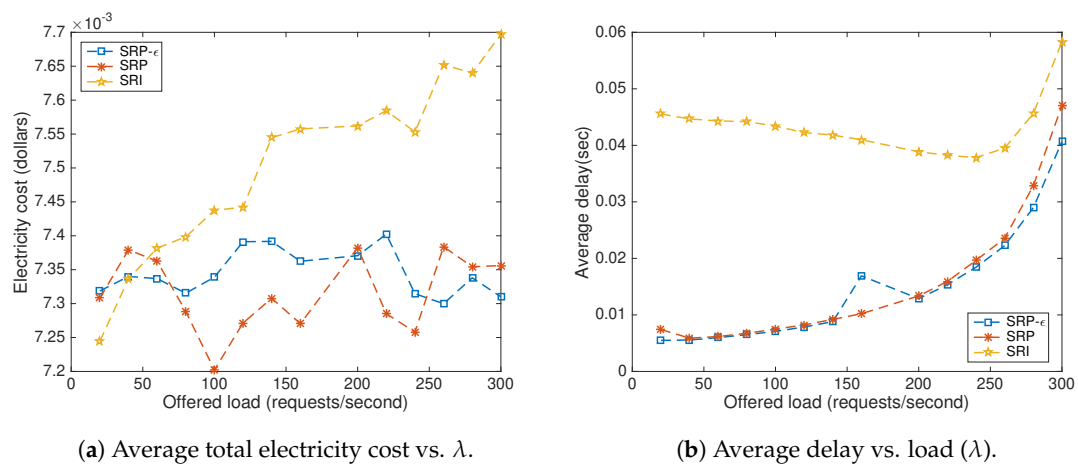 ×10⁻³
7.7
7.65
7.6
7.55
7.5
7.45
7.4
7.35
7.3
7.25
7.2
Electricity cost (dollars)
SRP-ϵ
SRP
SRI
0 50 100 150 200 250 300
Offered load (requests/second)
(a) Average total electricity cost vs. λ.
0.06
0.05
0.04
0.03
0.02
0.01
0
Average delay(sec)
SRP-ϵ
SRP
SRI
0 50 100 150 200 250 300
Offered load (requests/second)
(b) Average delay vs. load (λ).